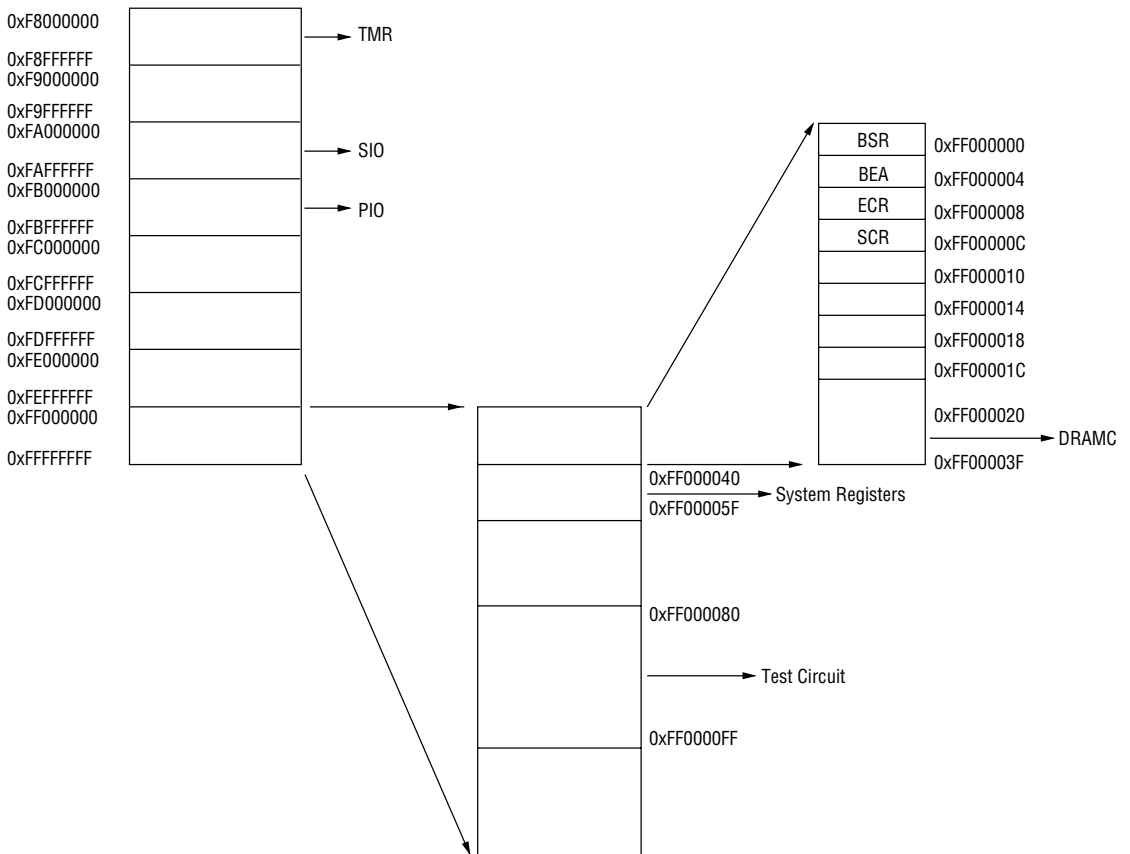 0xF8000000
TMR
0xF8FFFFFF
0xF9000000
0xF9FFFFFF
0xFA000000
SIO
0xFAFFFFFF
0xFB000000
PIO
0xFBFFFFFF
0xFC000000
0xFCFFFFFF
0xFD000000
0xFDFFFFFF
0xFE000000
0xFEFFFFFF
0xFF000000
0xFFFFFFFF
0xFF000040
System Registers
0xFF00005F
0xFF000080
Test Circuit
0xFF0000FF
BSR 0xFF000000
BEA 0xFF000004
ECR 0xFF000008
SCR 0xFF00000C
0xFF000010
0xFF000014
0xFF000018
0xFF00001C
0xFF000020
DRAMC
0xFF00003F